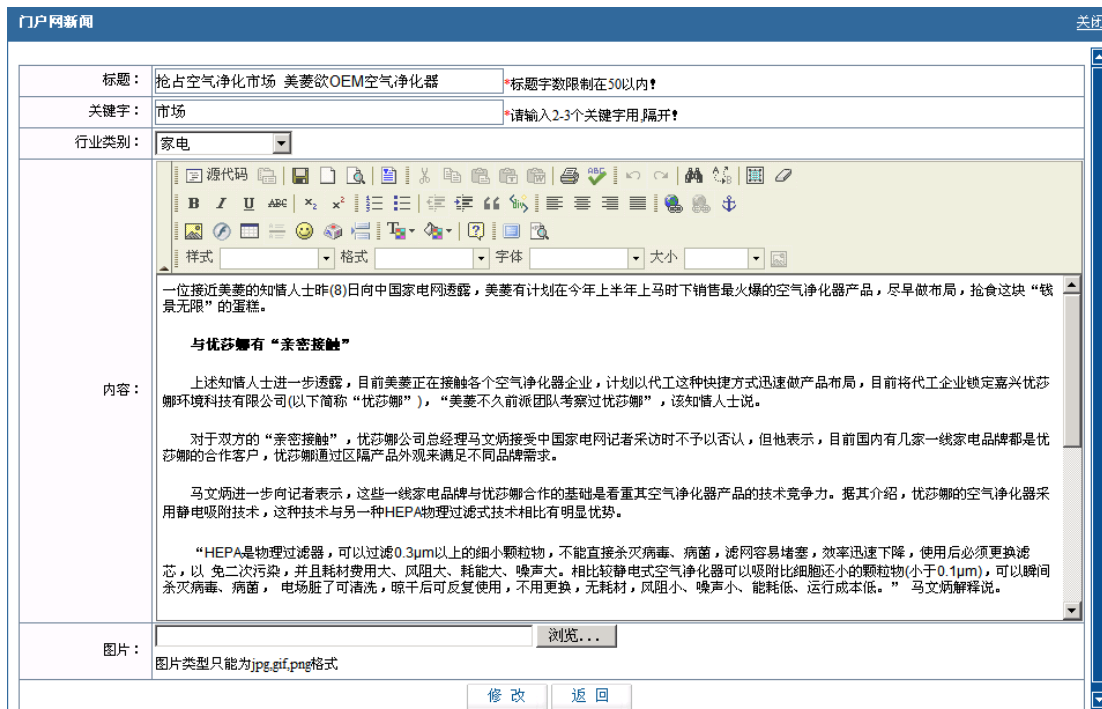 门户网新闻 关闭
标题： 抢占空气净化市场 美菱欲OEM空气净化器 *标题字数限制在50以内!
关键字： 市场 *请输入2-3个关键字用,隔开!
行业类别： 家电
源代码
样式 格式 字体 大小
内容：
一位接近美菱的知情人士昨(8)日向中国家电网透露，美菱有计划在今年上半年上马时下销售最火爆的空气净化器产品，尽早做布局，抢食这块“钱
景无限”的蛋糕。
与优莎娜有“亲密接触”
上述知情人士进一步透露，目前美菱正在接触各个空气净化器企业，计划以代工这种快捷方式迅速做产品布局，目前将代工企业锁定嘉兴优莎
娜环境科技有限公司(以下简称“优莎娜”)，“美菱不久前派团队考察过优莎娜”，该知情人士说。
对于双方的“亲密接触”，优莎娜公司总经理马文炳接受中国家电网记者采访时不予以否认，但他表示，目前国内有几家一线家电品牌都是优
莎娜的合作客户，优莎娜通过区隔产品外观来满足不同品牌需求。
马文炳进一步向记者表示，这些一线家电品牌与优莎娜合作的基础是看重其空气净化器产品的技术竞争力。据其介绍，优莎娜的空气净化器采
用静电吸附技术，这种技术与另一种HEPA物理过滤式技术相比有明显优势。
“HEPA是物理过滤器，可以过滤0.3μm以上的细小颗粒物，不能直接杀灭病毒、病菌，滤网容易堵塞，效率迅速下降，使用后必须更换滤
芯，以 免二次污染，并且耗材费用大、风阻大、耗能大、噪声大。相比较静电式空气净化器可以吸附比细胞还小的颗粒物(小于0.1μm)，可以瞬间
杀灭病毒、病菌， 电场脏了可清洗，晾干后可反复使用，不用更换，无耗材，风阻小、噪声小、能耗低、运行成本低。” 马文炳解释说。
图片： 浏览...
图片类型只能为jpg,gif,png格式
修 改 返 回